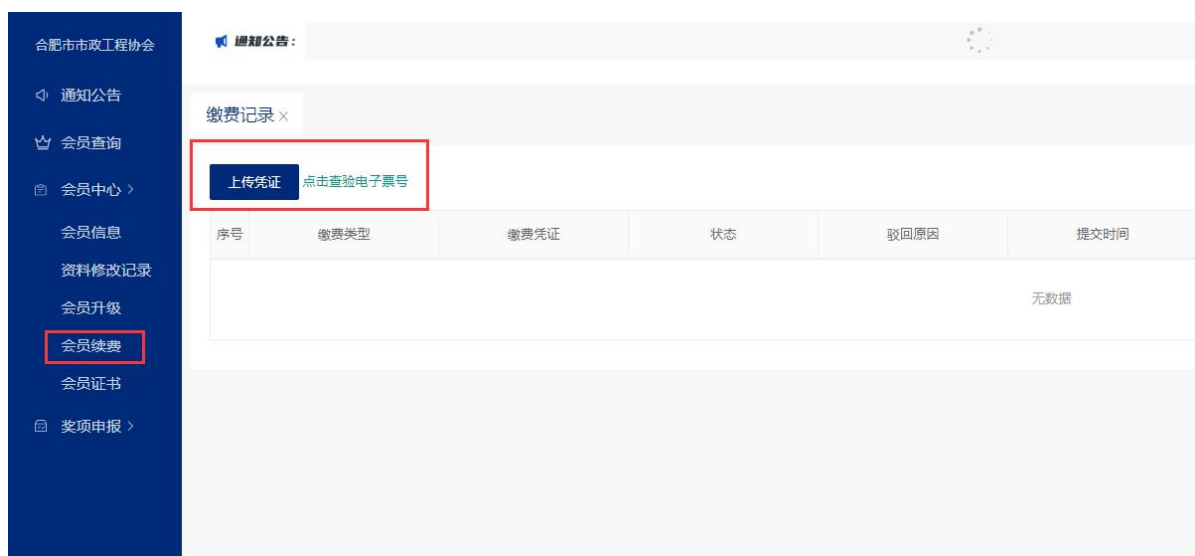 合肥市市政工程协会
通知公告：
通知公告
缴费记录 ×
会员查询
会员中心 >
上传凭证 点击查验电子票号
会员信息
序号 缴费类型 缴费凭证 状态 驳回原因 提交时间
资料修改记录
会员升级
无数据
会员续费
会员证书
奖项申报 >